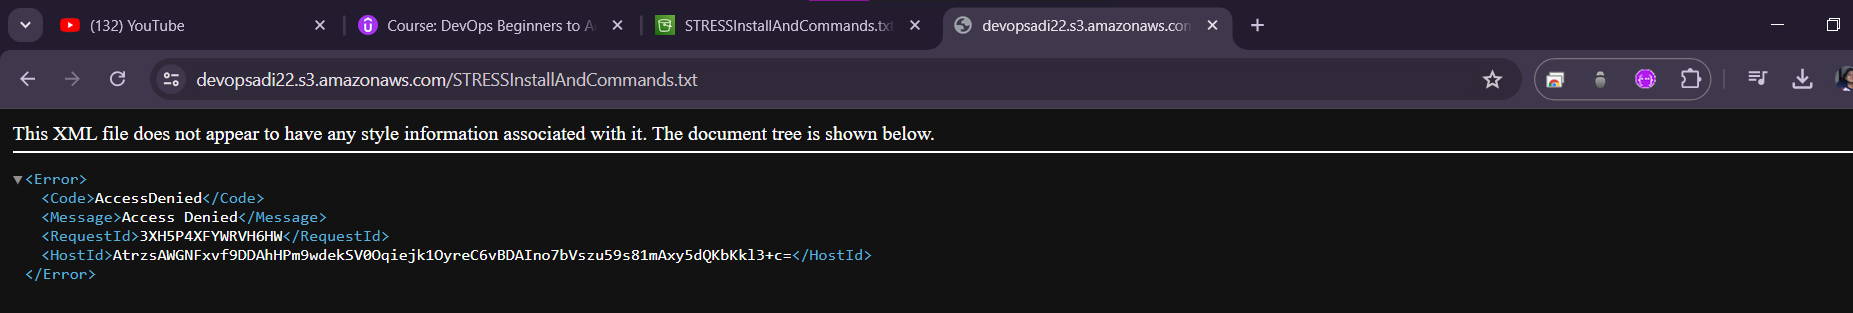 (132) YouTube
Course: DevOps Beginners to A
STRESSInstallAndCommands.txt
devopsadi22.s3.amazonaws.con
devopsadi22.s3.amazonaws.com/STRESSInstallAndCommands.txt
This XML file does not appear to have any style information associated with it. The document tree is shown below.
▼<Error>
<Code>AccessDenied</Code>
<Message>Access Denied</Message>
<RequestId>3XH5P4XFYWRVH6HW</RequestId>
<HostId>AtrzsAWGNFxvf9DDAhHPm9wdekSV0Oqiejk1OyreC6vBDAIno7bVszu59s81mAxy5dQKbKkl3+c=</HostId>
</Error>